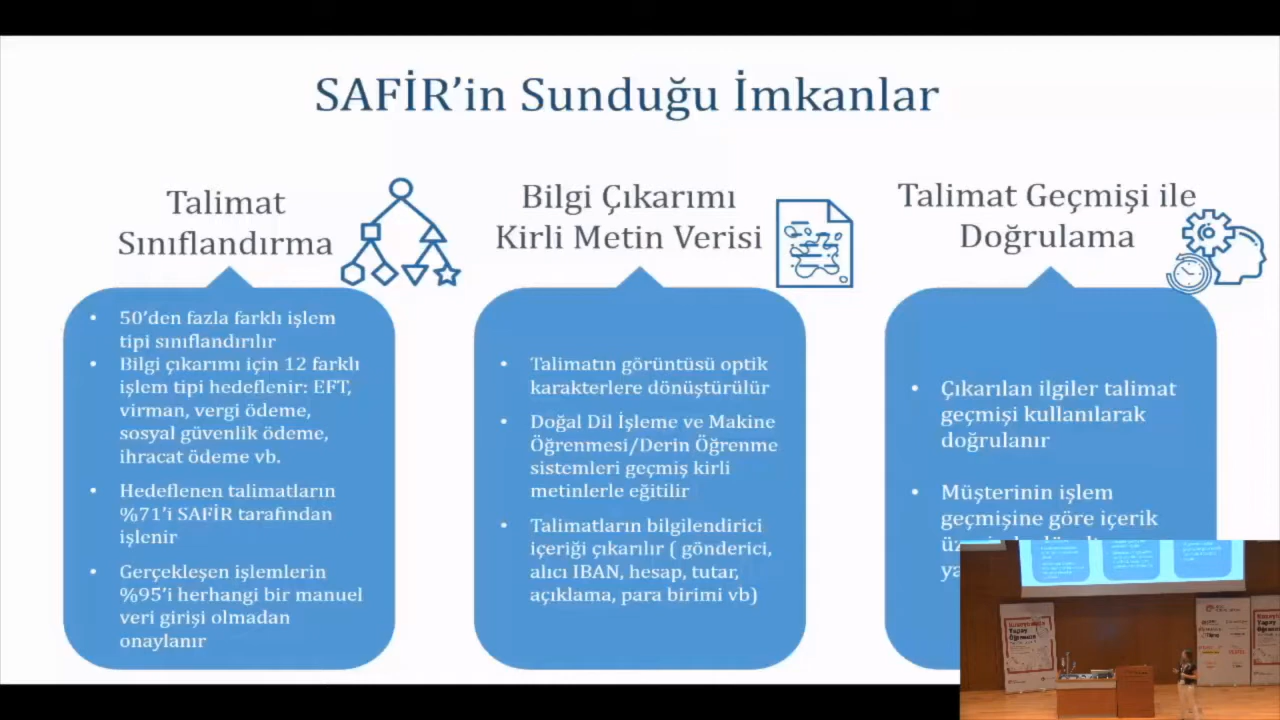 SAFİR'in Sunduğu İmkanlar
Talimat
Sınıflandırma
50'den fazla farklı işlem
tipi sınıflandırılır
Bilgi çıkarımı için 12 farklı
işlem tipi hedeflenir: EFT,
virman, vergi ödeme,
sosyal güvenlik ödeme,
ihracat ödeme vb.
Hedeflenen talimatların
%71'i SAFİR tarafından
işlenir
Gerçekleşen işlemlerin
%95'i herhangi bir manuel
veri girişi olmadan
onaylanır
Bilgi Çıkarımı
Kirli Metin Verisi
Talimatın görüntüsü optik
karakterlere dönüştürülür
Doğal Dil İşleme ve Makine
Öğrenmesi/Derin Öğrenme
sistemleri geçmiş kirli
metinlerle eğitilir
Talimatların bilgilendirici
içeriği çıkarılır ( gönderici,
alıcı IBAN, hesap, tutar,
açıklama, para birimi vb)
Talimat Geçmişi ile
Doğrulama
Çıkarılan ilgiler talimat
geçmişi kullanılarak
doğrulanır
Müşterinin işlem
geçmişine göre içerik